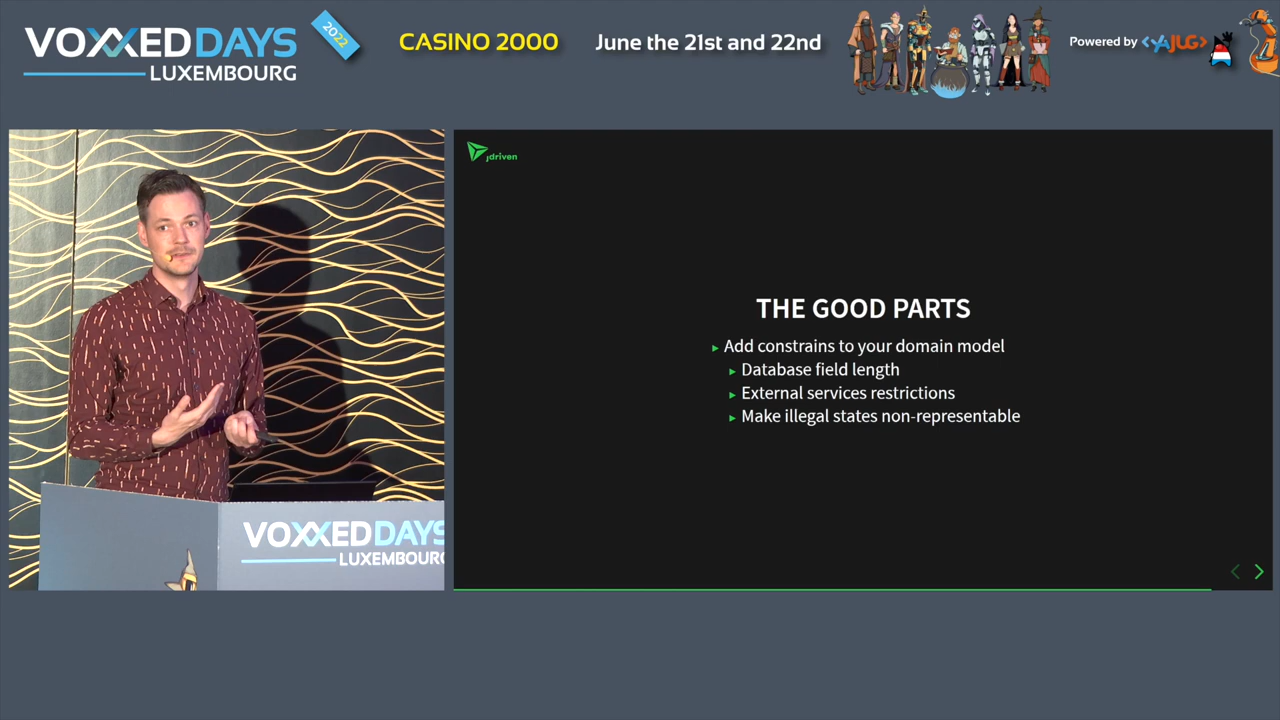 VOXXED DAYS
LUXEMBOURG
2022
CASINO 2000
June the 21st and 22nd
Powered by <YAJUG>
jdriven
THE GOOD PARTS
Add constrains to your domain model
Database field length
External services restrictions
Make illegal states non-representable
VOXXED DAYS
LUXEMBOURG